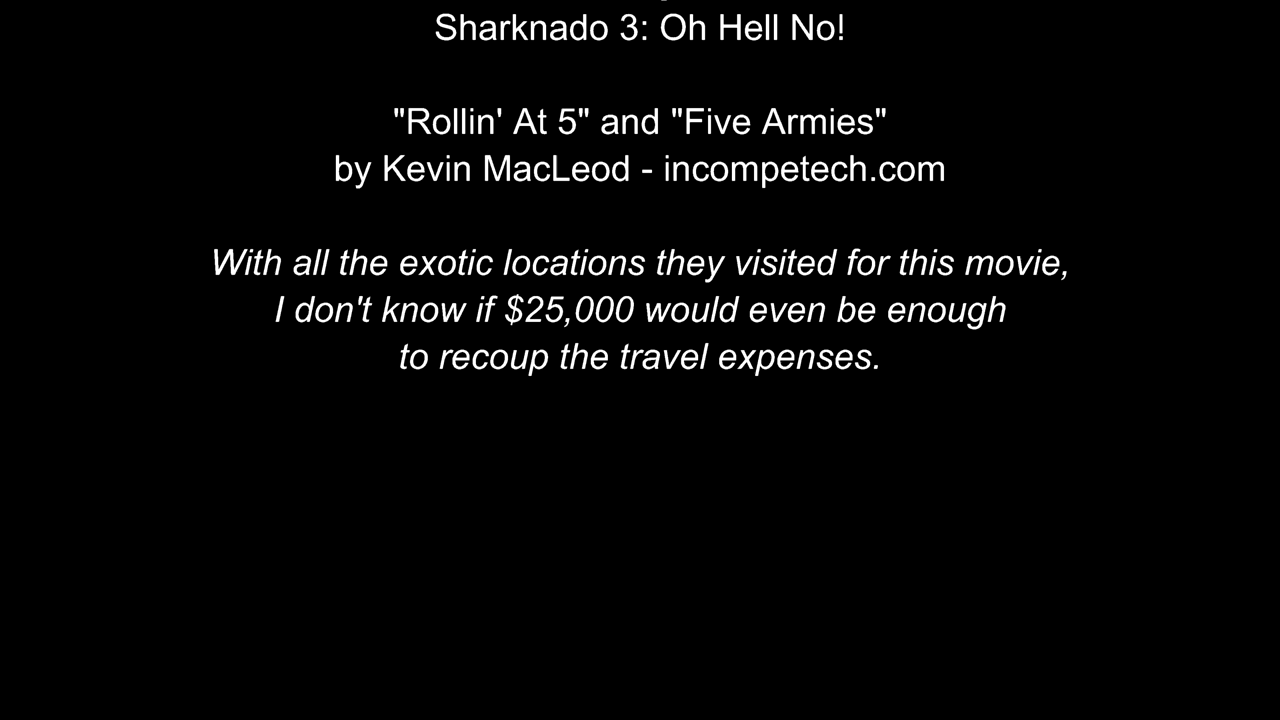 Sharknado 3: Oh Hell No!
"Rollin' At 5" and "Five Armies"
by Kevin MacLeod - incompetech.com
With all the exotic locations they visited for this movie,
I don't know if $25,000 would even be enough
to recoup the travel expenses.